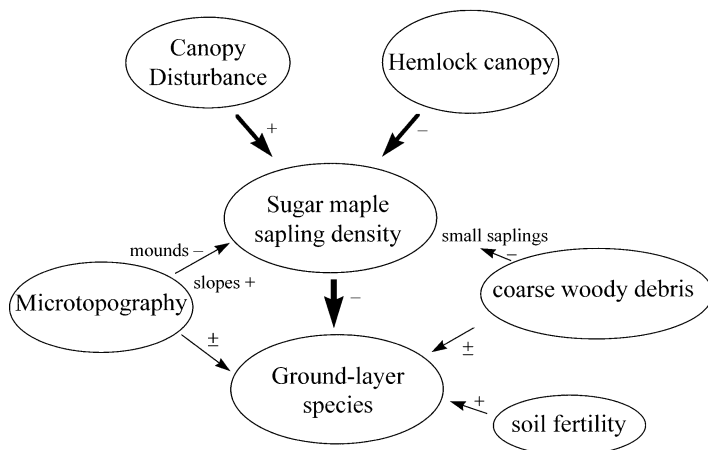 Canopy
Disturbance
Hemlock canopy
+
–
Sugar maple
sapling density
small saplings
–
mounds –
slopes +
Microtopography
coarse woody debris
–
±
±
Ground-layer
species
+
soil fertility